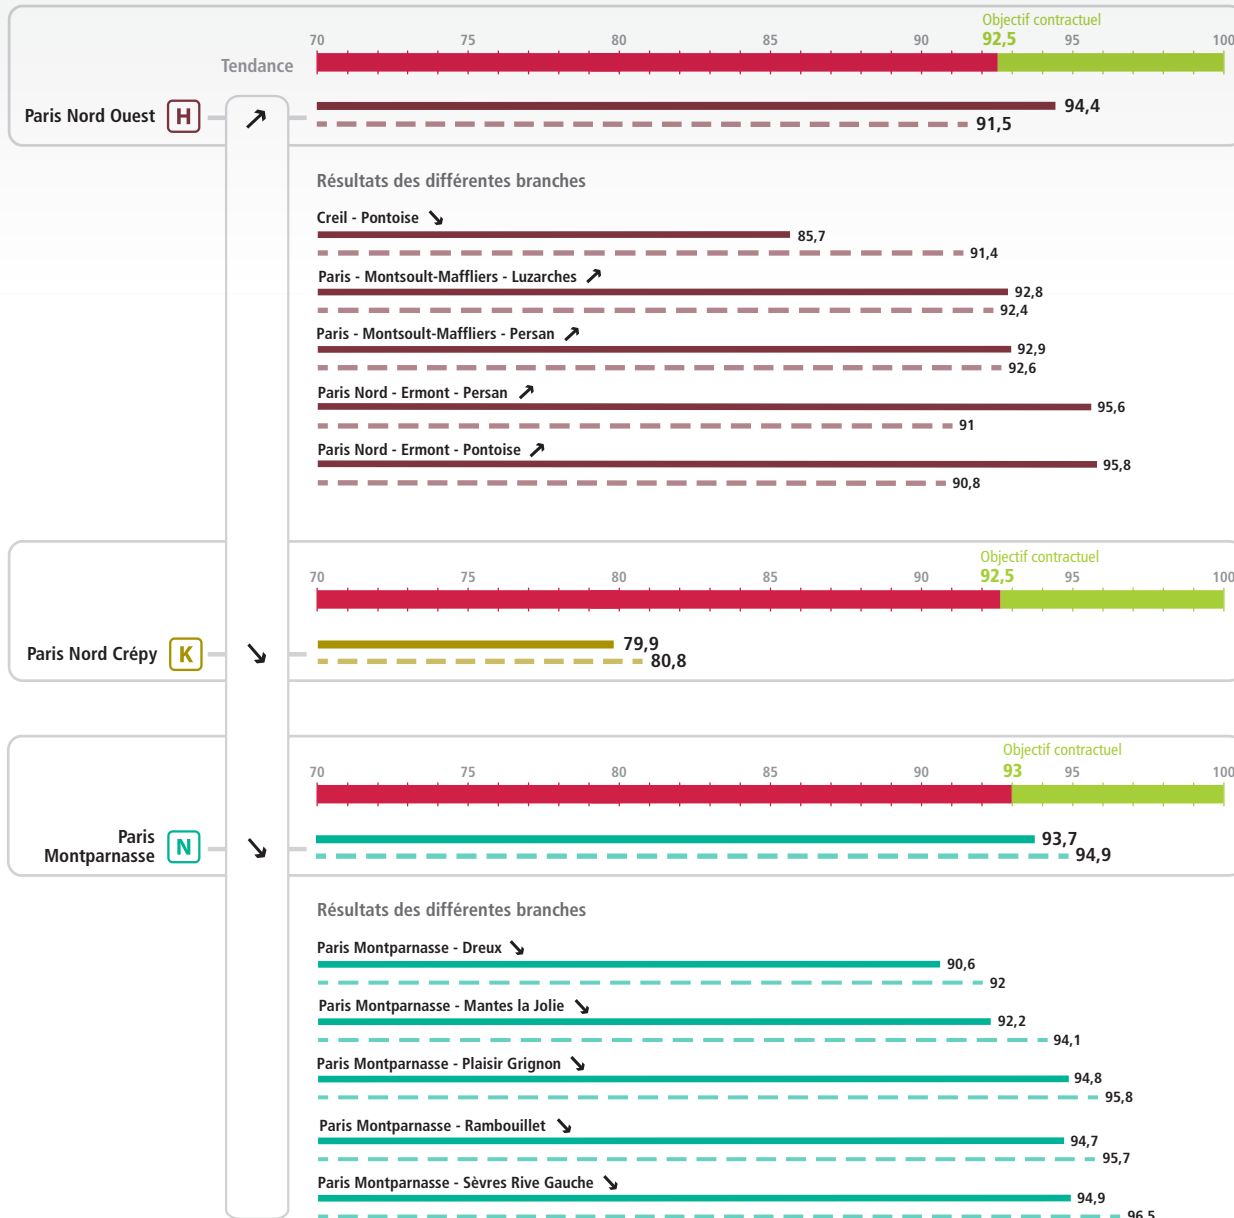 Objectif contractuel
70 75 80 85 90 92,5 95 100
Tendance
Paris Nord Ouest H 94,4
91,5
Résultats des différentes branches
Creil - Pontoise
85,7
91,4
Paris - Montsoult-Maffliers - Luzarches
92,8
92,4
Paris - Montsoult-Maffliers - Persan
92,9
92,6
Paris Nord - Ermont - Persan
95,6
91
Paris Nord - Ermont - Pontoise
95,8
90,8
Objectif contractuel
70 75 80 85 90 92,5 95 100
Paris Nord Crépy K 79,9
80,8
Objectif contractuel
70 75 80 85 90 93 95 100
Paris
Montparnasse N 93,7
94,9
Résultats des différentes branches
Paris Montparnasse - Dreux
90,6
92
Paris Montparnasse - Mantes la Jolie
92,2
94,1
Paris Montparnasse - Plaisir Grignon
94,8
95,8
Paris Montparnasse - Rambouillet
94,7
95,7
Paris Montparnasse - Sèvres Rive Gauche
94,9
96,5